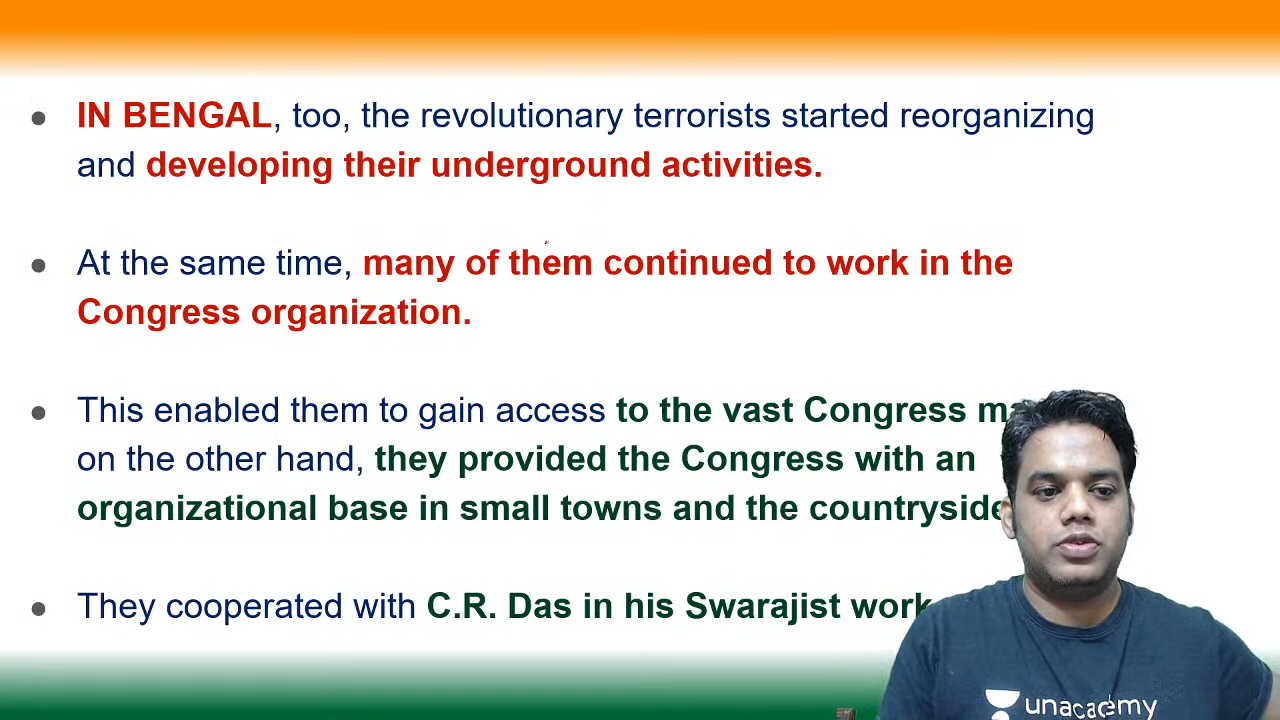 IN BENGAL, too, the revolutionary terrorists started reorganizing
and developing their underground activities.
At the same time, many of them continued to work in the
Congress organization.
This enabled them to gain access to the vast Congress
on the other hand, they provided the Congress with an
organizational base in small towns and the countryside
They cooperated with C.R. Das in his Swarajist work
unacademy